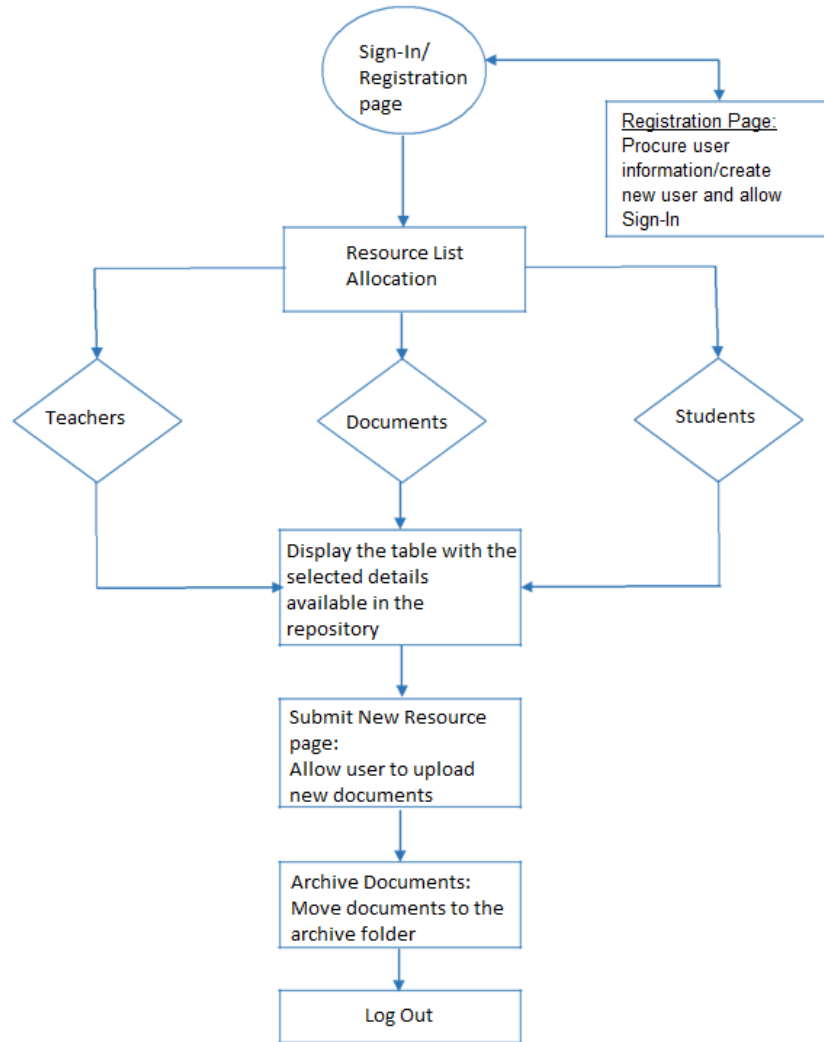 Sign-In/
Registration
page
Registration Page:
Procure user
information/create
new user and allow
Sign-In
Resource List
Allocation
Teachers
Documents
Students
Display the table with the
selected details
available in the
repository
Submit New Resource
page:
Allow user to upload
new documents
Archive Documents:
Move documents to the
archive folder
Log Out